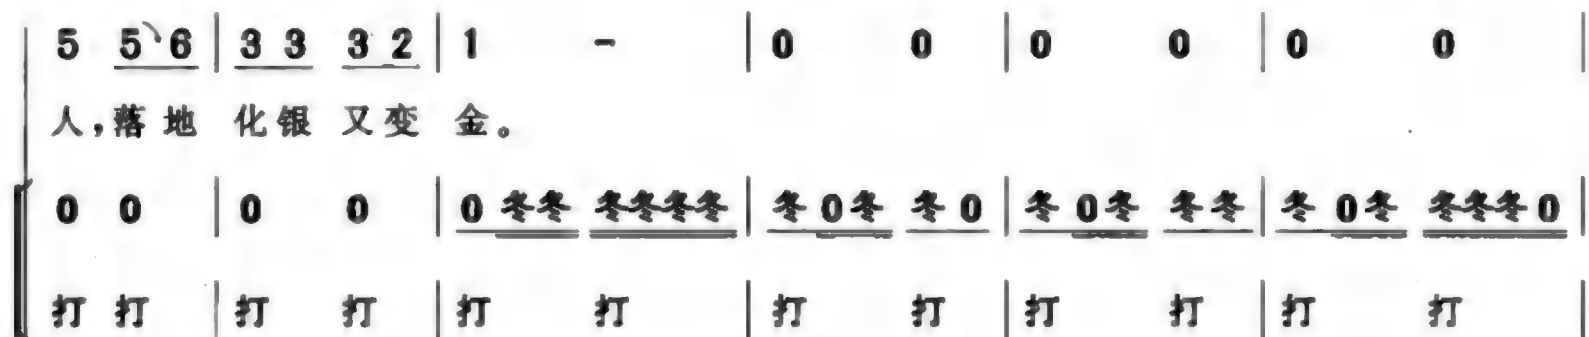 5 5 6 | 3 3 3 2 | 1 - | 0 0 | 0 0 | 0 0 |
人，落地 化银 又变 金。
0 0 | 0 0 | 0 冬冬 冬冬冬冬 | 冬 0冬 冬 0 | 冬 0冬 冬冬 | 冬 0冬 冬冬冬0 |
打 打 | 打 打 | 打 打 | 打 打 | 打 打 | 打 打 |